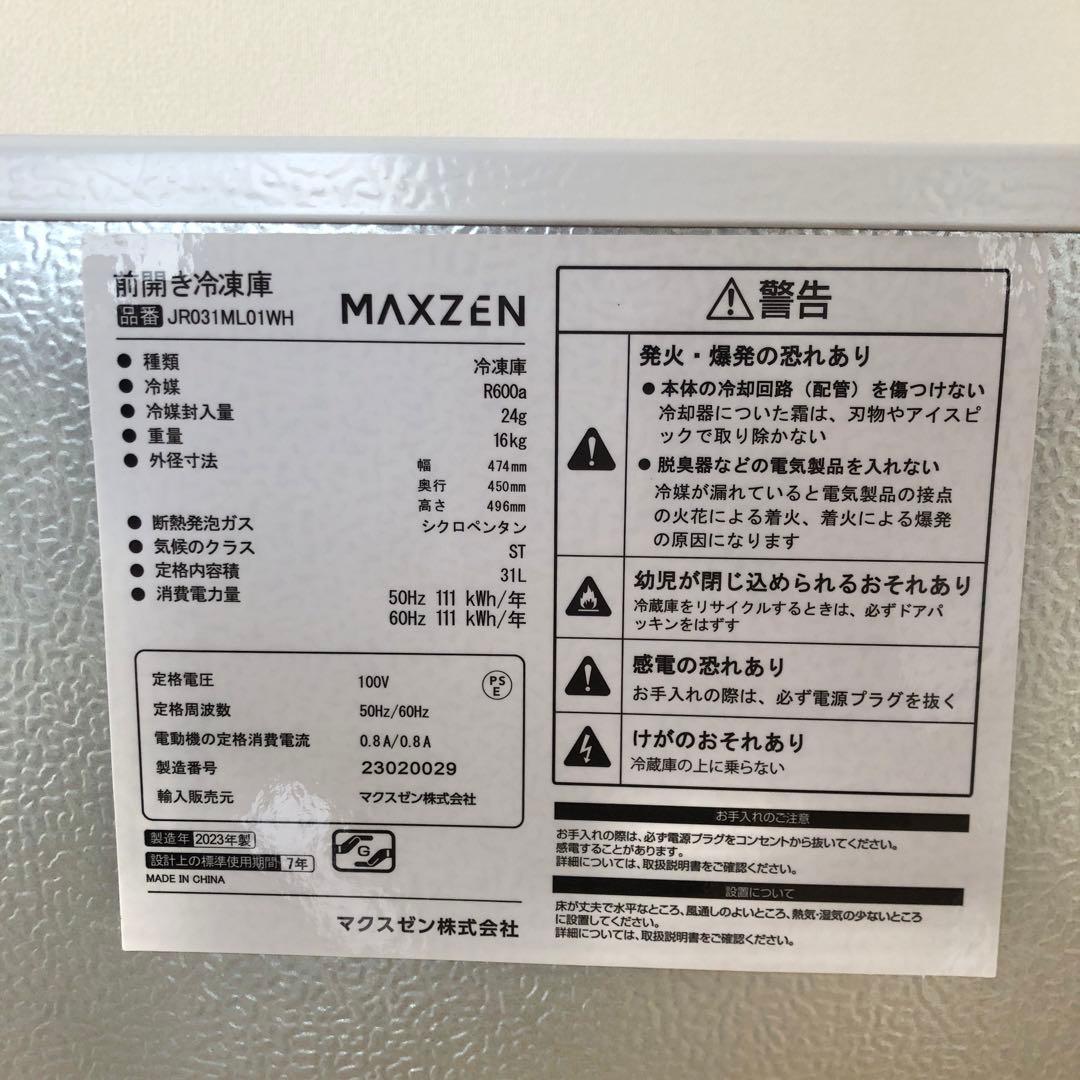 前開き冷凍庫
品番 JR031ML01WH
MAXZEN
● 種類 冷凍庫
● 冷媒 R600a
● 冷媒封入量 24g
● 重量 16kg
● 外径寸法 幅 474mm
奥行 450mm
高さ 496mm
● 断熱発泡ガス シクロペンタン
● 気候のクラス ST
● 定格内容積 31L
● 消費電力量 50Hz 111 kWh/年
60Hz 111 kWh/年
定格電圧 100V
PS
E
定格周波数 50Hz/60Hz
電動機の定格消費電流 0.8A/0.8A
製造番号 23020029
輸入販売元 マクスゼン株式会社
製造年 2023年製
設計上の標準使用期間 7年
G
MADE IN CHINA
マクスゼン株式会社
警告
発火・爆発の恐れあり
● 本体の冷却回路（配管）を傷つけない
冷却器についた霜は、刃物やアイスピ
ックで取り除かない
● 脱臭器などの電気製品を入れない
冷媒が漏れていると電気製品の接点
の火花による着火、着火による爆発
の原因になります
幼児が閉じ込められるおそれあり
冷蔵庫をリサイクルするときは、必ずドアパ
ッキンをはずす
感電の恐れあり
お手入れの際は、必ず電源プラグを抜く
けがのおそれあり
冷蔵庫の上に乗らない
お手入れのご注意
お手入れの際は、必ず電源プラグをコンセントから抜いてください。
感電することがあります。
詳細については、取扱説明書をご確認ください。
設置について
床が丈夫で水平なところ、風通しのよいところ、熱気・湿気の少ないところ
に設置してください。
詳細については、取扱説明書をご確認ください。